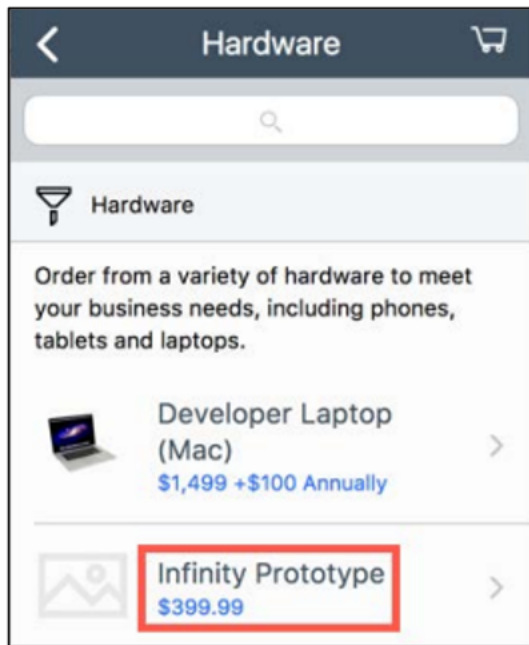 Hardware
Hardware
Order from a variety of hardware to meet
your business needs, including phones,
tablets and laptops.
Developer Laptop
(Mac)
$1,499 +$100 Annually
Infinity Prototype
$399.99